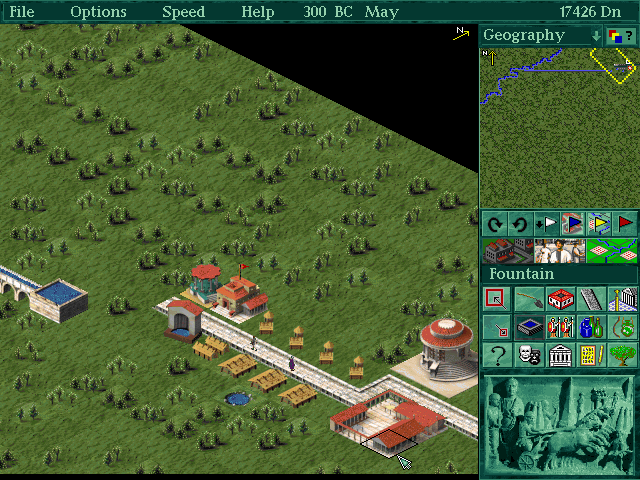 File Options Speed Help 300 BC May 17426 Dn
N
Geography ?
N
Fountain
?